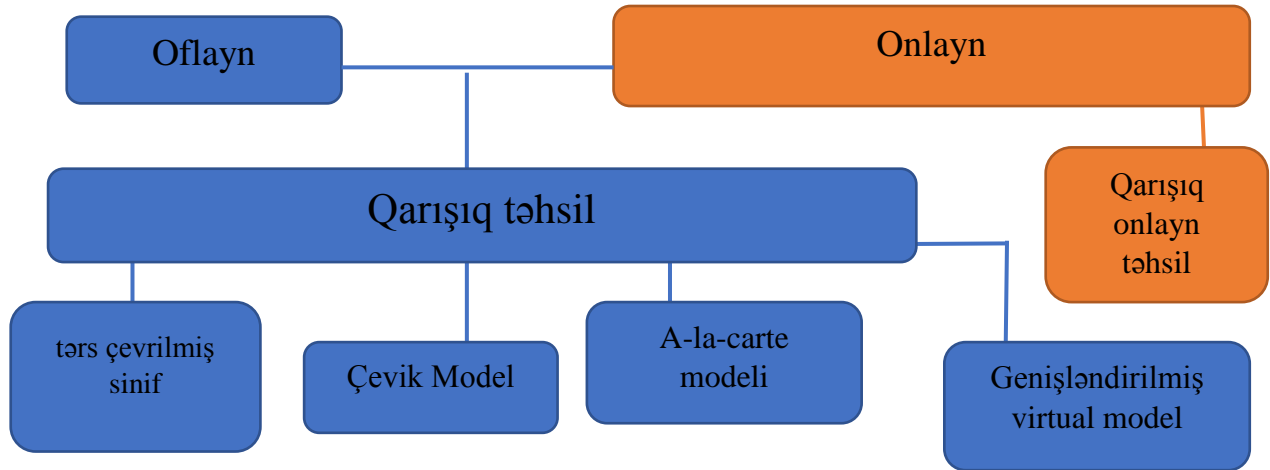 Oflayn
Onlayn
Qarışıq təhsil
Qarışıq
onlayn
təhsil
tərs çevrilmiş
sinif
Çevik Model
A-la-carte
modeli
Genişləndirilmiş
virtual model